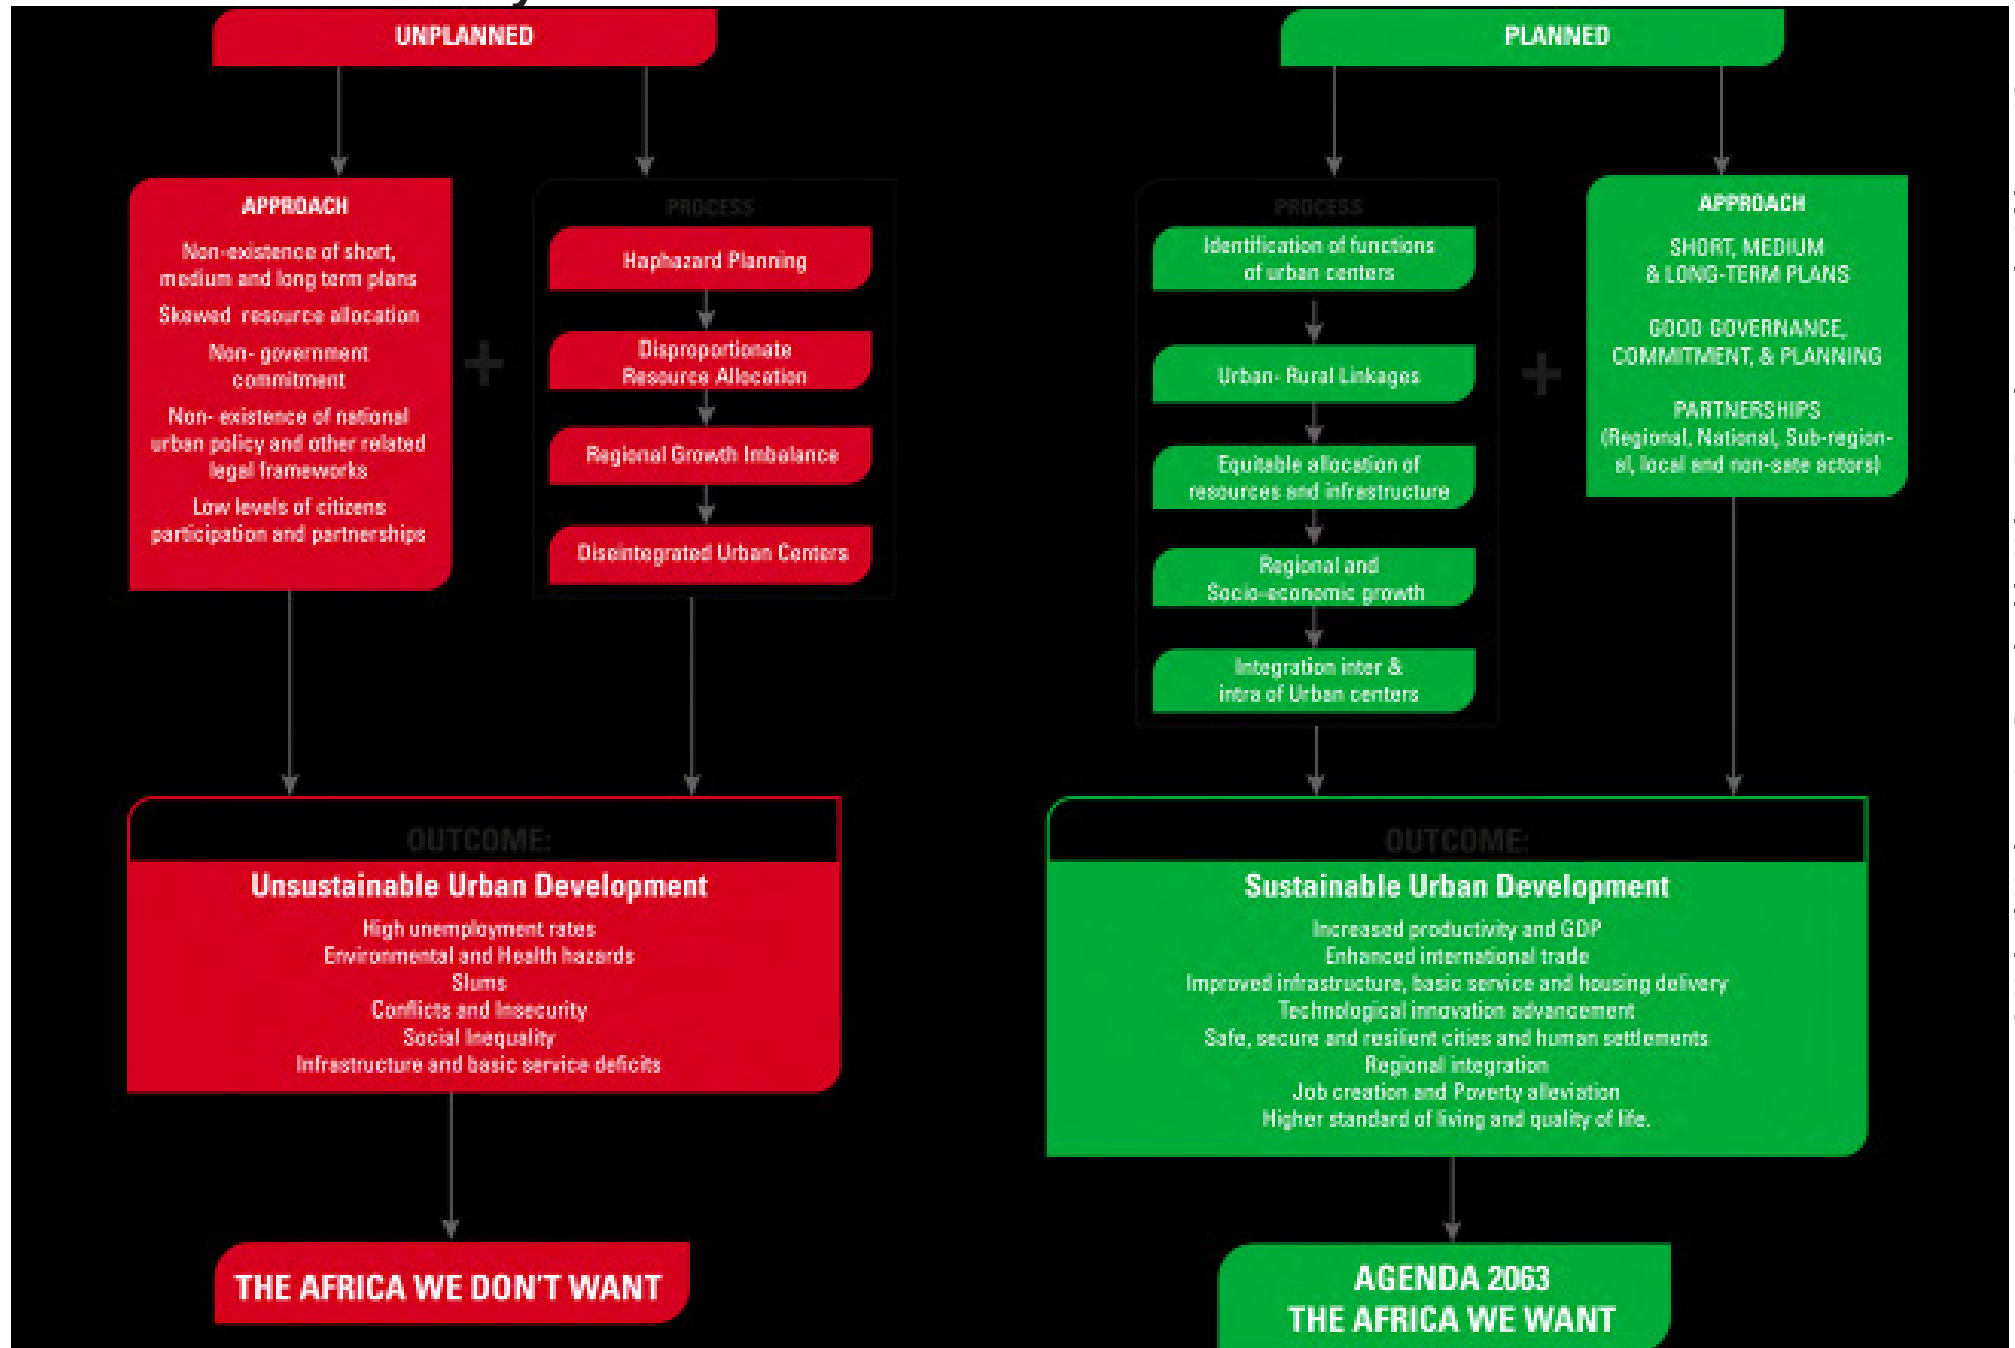 UNPLANNED
APPROACH
Non-existence of short,
medium and long term plans
Skewed resource allocation
Non- government
commitment
Non- existence of national
urban policy and other related
legal frameworks
Low levels of citizens
participation and partnerships
PROCESS
Haphazard Planning
Disproportionate
Resource Allocation
Regional Growth Imbalance
Diseintegrated Urban Centers
OUTCOME:
Unsustainable Urban Development
High unemployment rates
Environmental and Health hazards
Slums
Conflicts and Insecurity
Social Inequality
Infrastructure and basic service deficits
THE AFRICA WE DON'T WANT
PLANNED
PROCESS
Identification of functions
of urban centers
Urban- Rural Linkages
Equitable allocation of
resources and infrastructure
Regional and
Socio-economic growth
Integration inter &
intra of Urban centers
APPROACH
SHORT, MEDIUM
& LONG-TERM PLANS
GOOD GOVERNANCE,
COMMITMENT, & PLANNING
PARTNERSHIPS
(Regional, National, Sub-region-
al, local and non-sate actors)
OUTCOME:
Sustainable Urban Development
Increased productivity and GDP
Enhanced international trade
Improved infrastructure, basic service and housing delivery
Technological innovation advancement
Safe, secure and resilient cities and human settlements
Regional integration
Job creation and Poverty alleviation
Higher standard of living and quality of life.
AGENDA 2063
THE AFRICA WE WANT